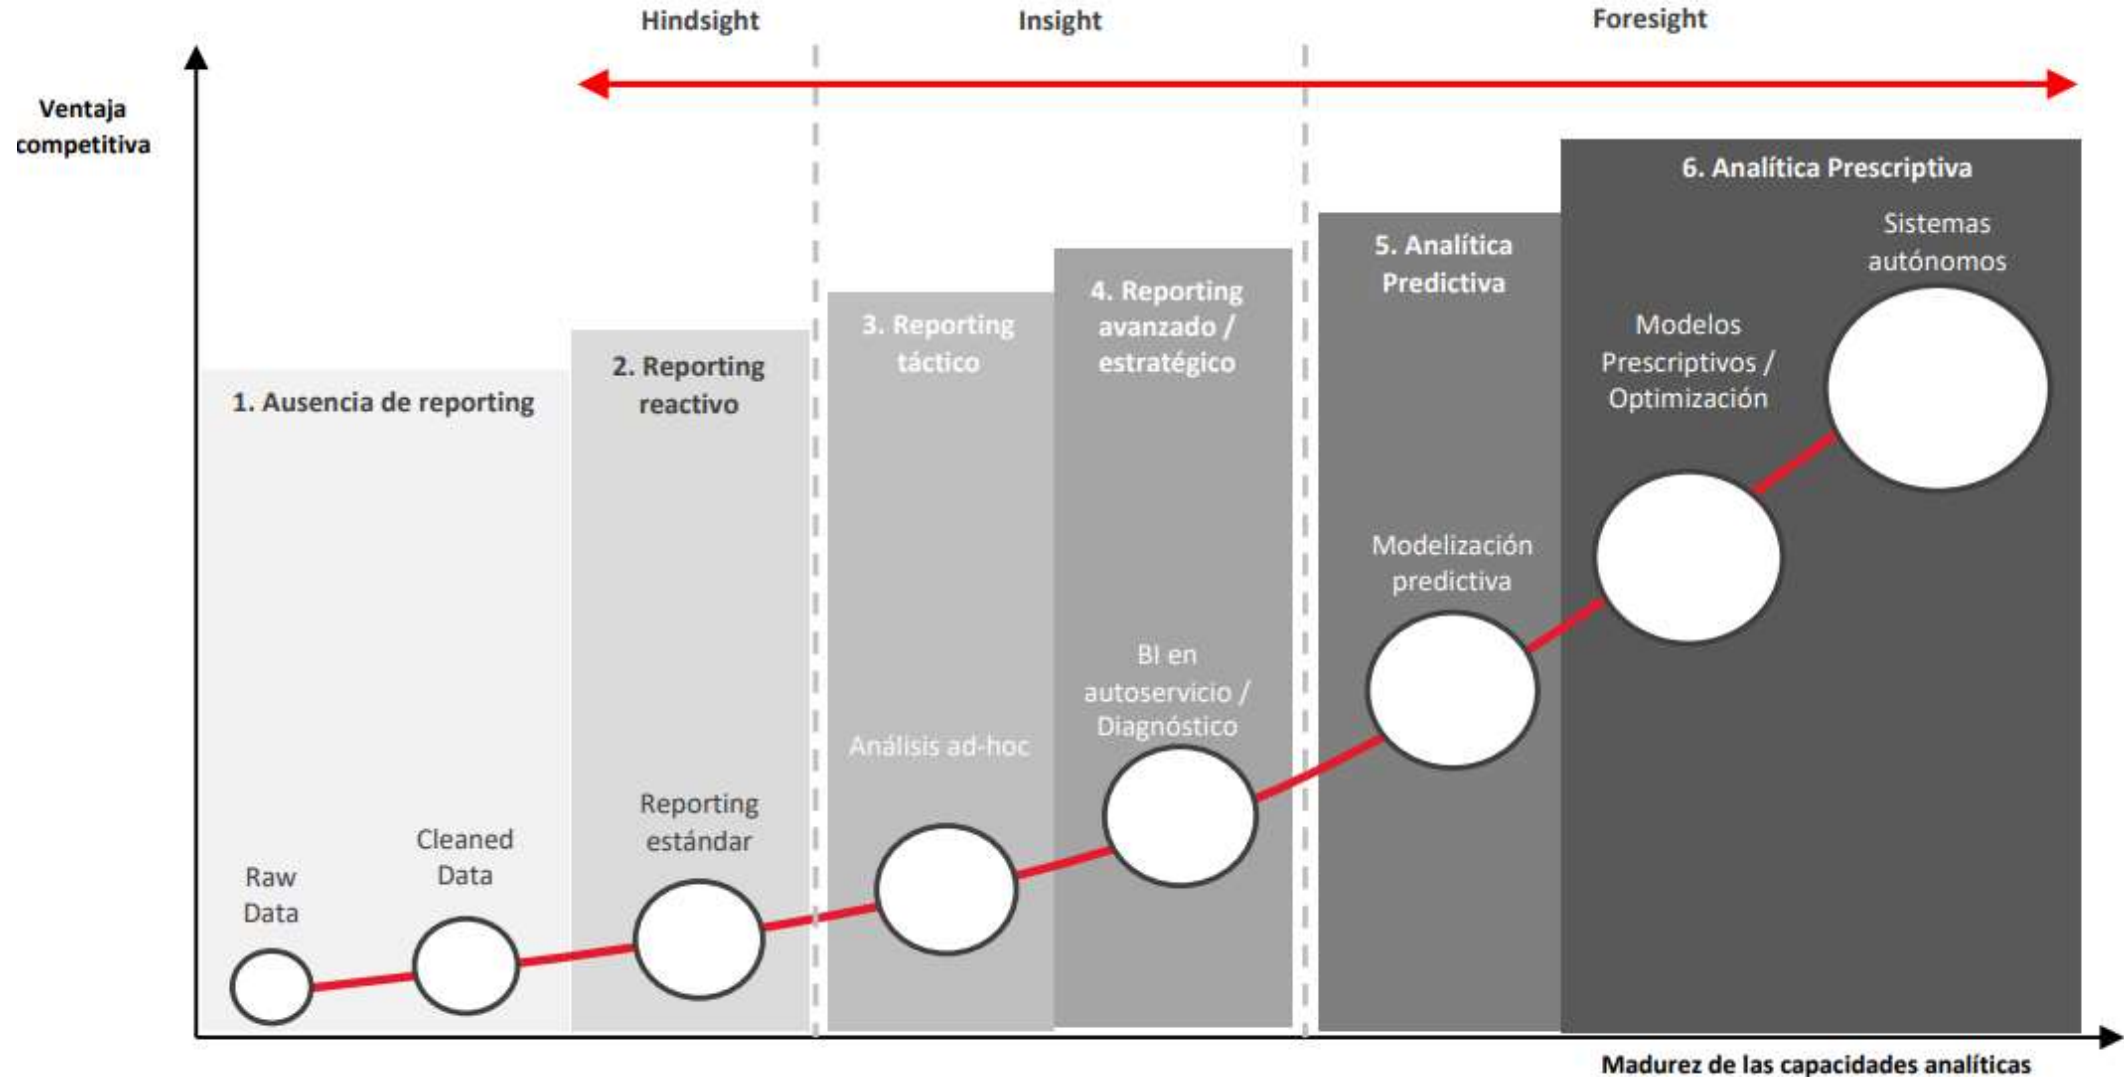 Hindsight
Insight
Foresight
Ventaja
competitiva
1. Ausencia de reporting
2. Reporting
reactivo
3. Reporting
táctico
4. Reporting
avanzado /
estratégico
5. Analítica
Predictiva
6. Analítica Prescriptiva
Raw
Data
Cleaned
Data
Reporting
estándar
Análisis ad-hoc
BI en
autoservicio /
Diagnóstico
Modelización
predictiva
Modelos
Prescriptivos /
Optimización
Sistemas
autónomos
Madurez de las capacidades analíticas